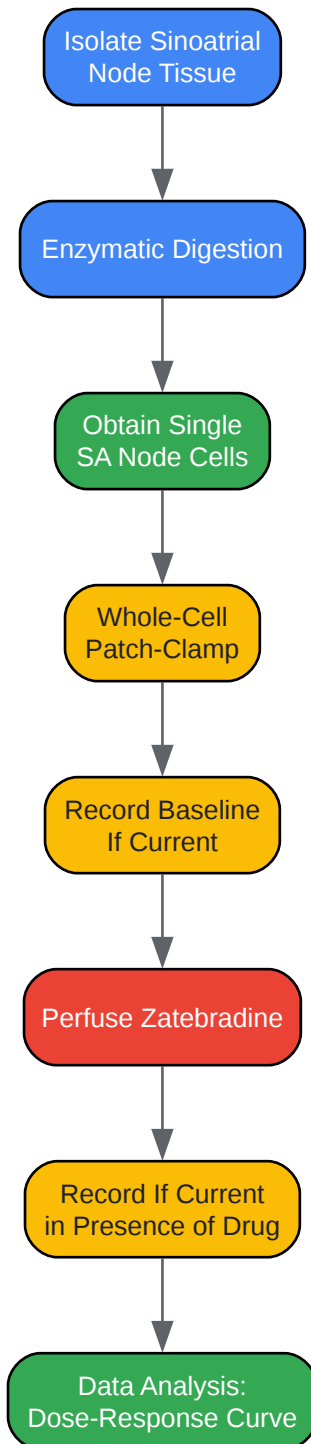 Isolate Sinoatrial
Node Tissue
Enzymatic Digestion
Obtain Single
SA Node Cells
Whole-Cell
Patch-Clamp
Record Baseline
If Current
Perfuse Zatebradine
Record If Current
in Presence of Drug
Data Analysis:
Dose-Response Curve